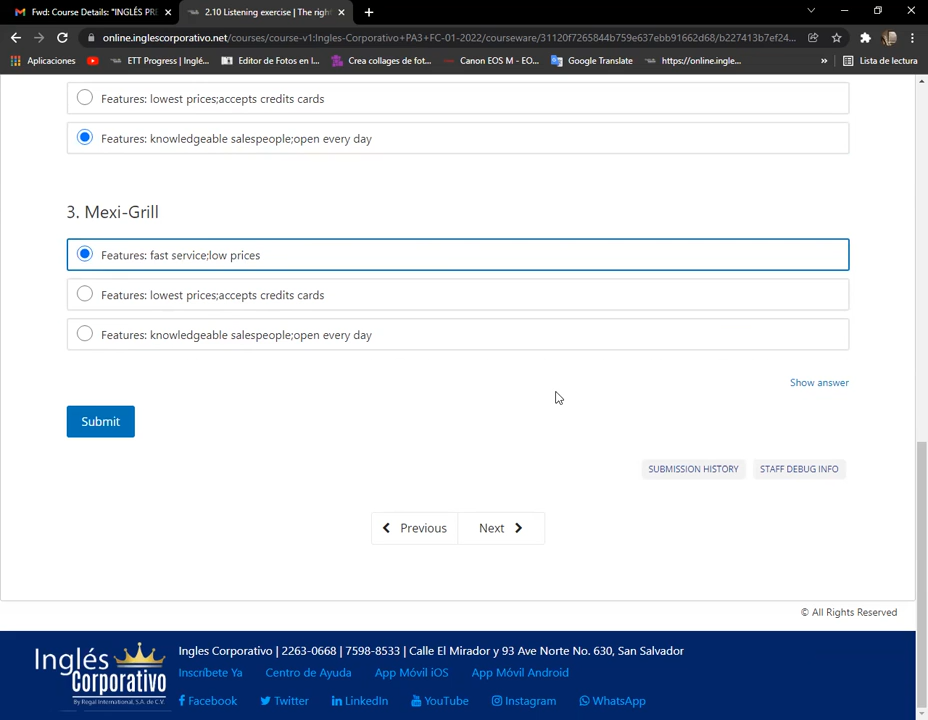 Fwd: Course Details: "INGLÉS PRE
2.10 Listening exercise | The right
online.inglescorporativo.net/courses/course-v1:Ingles-Corporativo+PA3+FC-01-2022/courseware/31120f7265844b759e637ebb91662d68/b227413b7ef24...
Aplicaciones
ETT Progress | Inglé...
Editor de Fotos en l...
Crea collages de fot...
Canon EOS M - EO...
Google Translate
https://online.ingle...
»
Lista de lectura
Features: lowest prices;accepts credits cards
Features: knowledgeable salespeople;open every day
3. Mexi-Grill
Features: fast service;low prices
Features: lowest prices;accepts credits cards
Features: knowledgeable salespeople;open every day
Show answer
Submit
SUBMISSION HISTORY
STAFF DEBUG INFO
Previous
Next
© All Rights Reserved
Inglés Corporativo
By Regal International, S.A. de C.V.
Ingles Corporativo | 2263-0668 | 7598-8533 | Calle El Mirador y 93 Ave Norte No. 630, San Salvador
Inscríbete Ya
Centro de Ayuda
App Móvil iOS
App Móvil Android
Facebook
Twitter
LinkedIn
YouTube
Instagram
WhatsApp